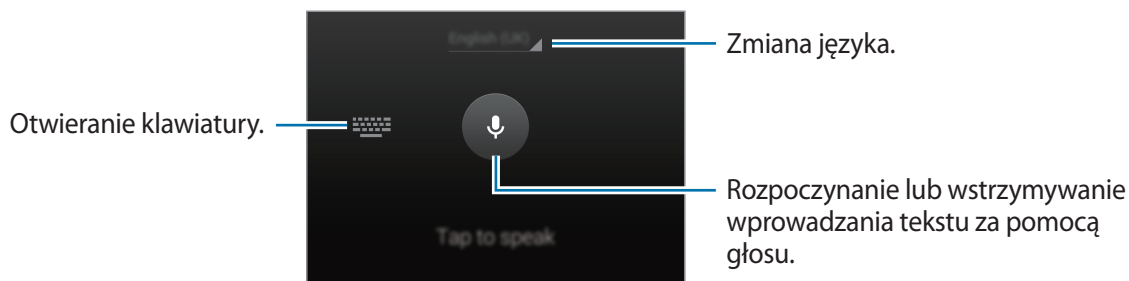 English (UK)
Zmiana języka.
Otwieranie klawiatury.
Rozpoczynanie lub wstrzymywanie
wprowadzania tekstu za pomocą
głosu.
Tap to speak